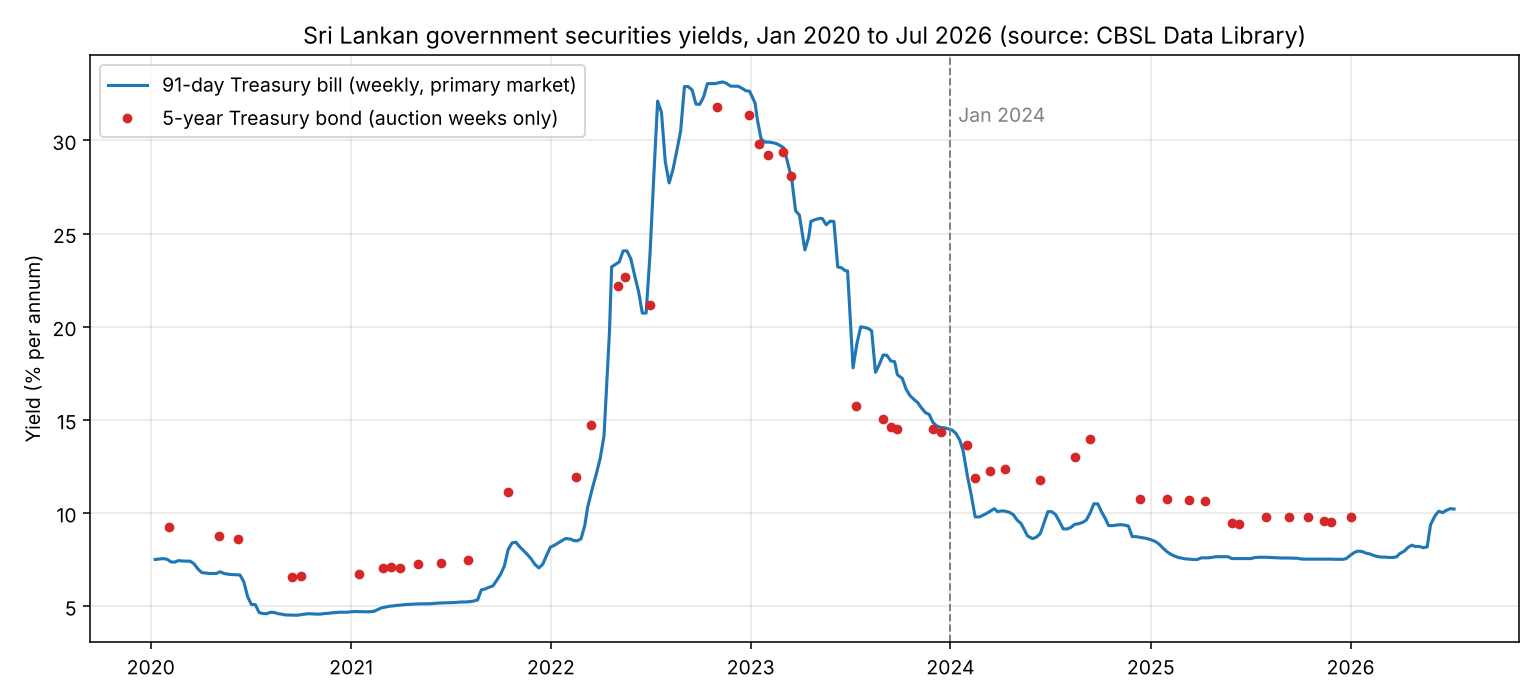 Sri Lankan government securities yields, Jan 2020 to Jul 2026 (source: CBSL Data Library)
91-day Treasury bill (weekly, primary market)
5-year Treasury bond (auction weeks only)
Jan 2024
Yield (% per annum)
30
25
20
15
10
5
2020
2021
2022
2023
2024
2025
2026